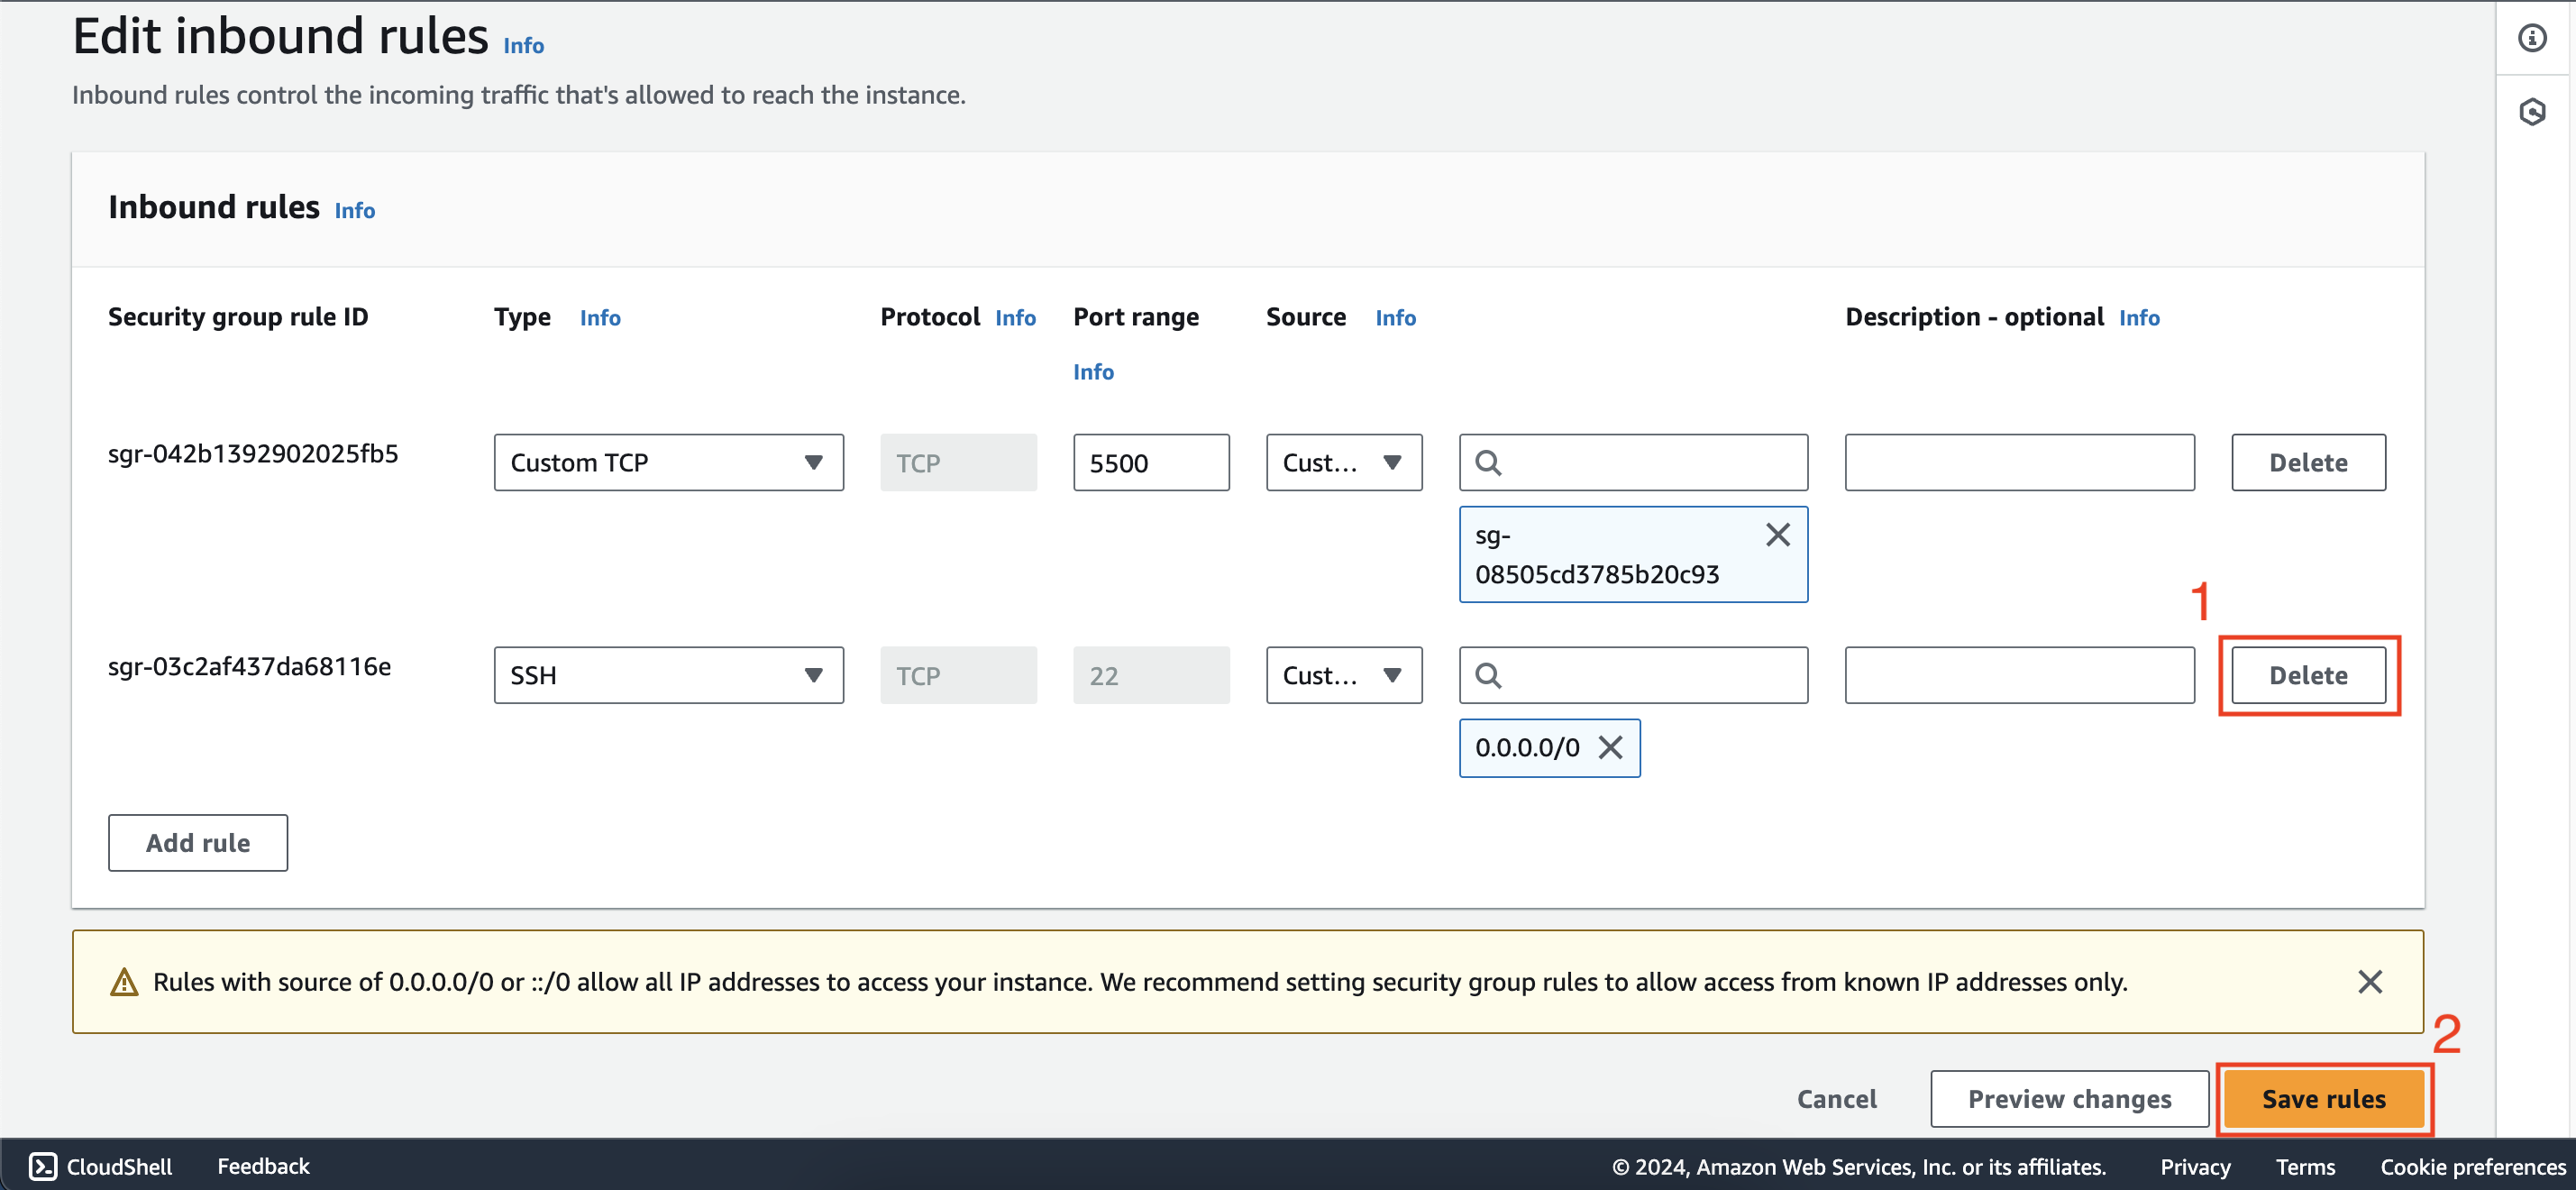 Edit inbound rules Info
Inbound rules control the incoming traffic that's allowed to reach the instance.
Inbound rules Info
Security group rule ID Type Info Protocol Info Port range Info Source Info Description - optional Info
sgr-042b1392902025fb5 Custom TCP TCP 5500 Cust... Delete
sg-
08505cd3785b20c93
1
sgr-03c2af437da68116e SSH TCP 22 Cust... Delete
0.0.0.0/0
Add rule
Rules with source of 0.0.0.0/0 or ::/0 allow all IP addresses to access your instance. We recommend setting security group rules to allow access from known IP addresses only.
2
Cancel Preview changes Save rules
CloudShell Feedback © 2024, Amazon Web Services, Inc. or its affiliates. Privacy Terms Cookie preferences